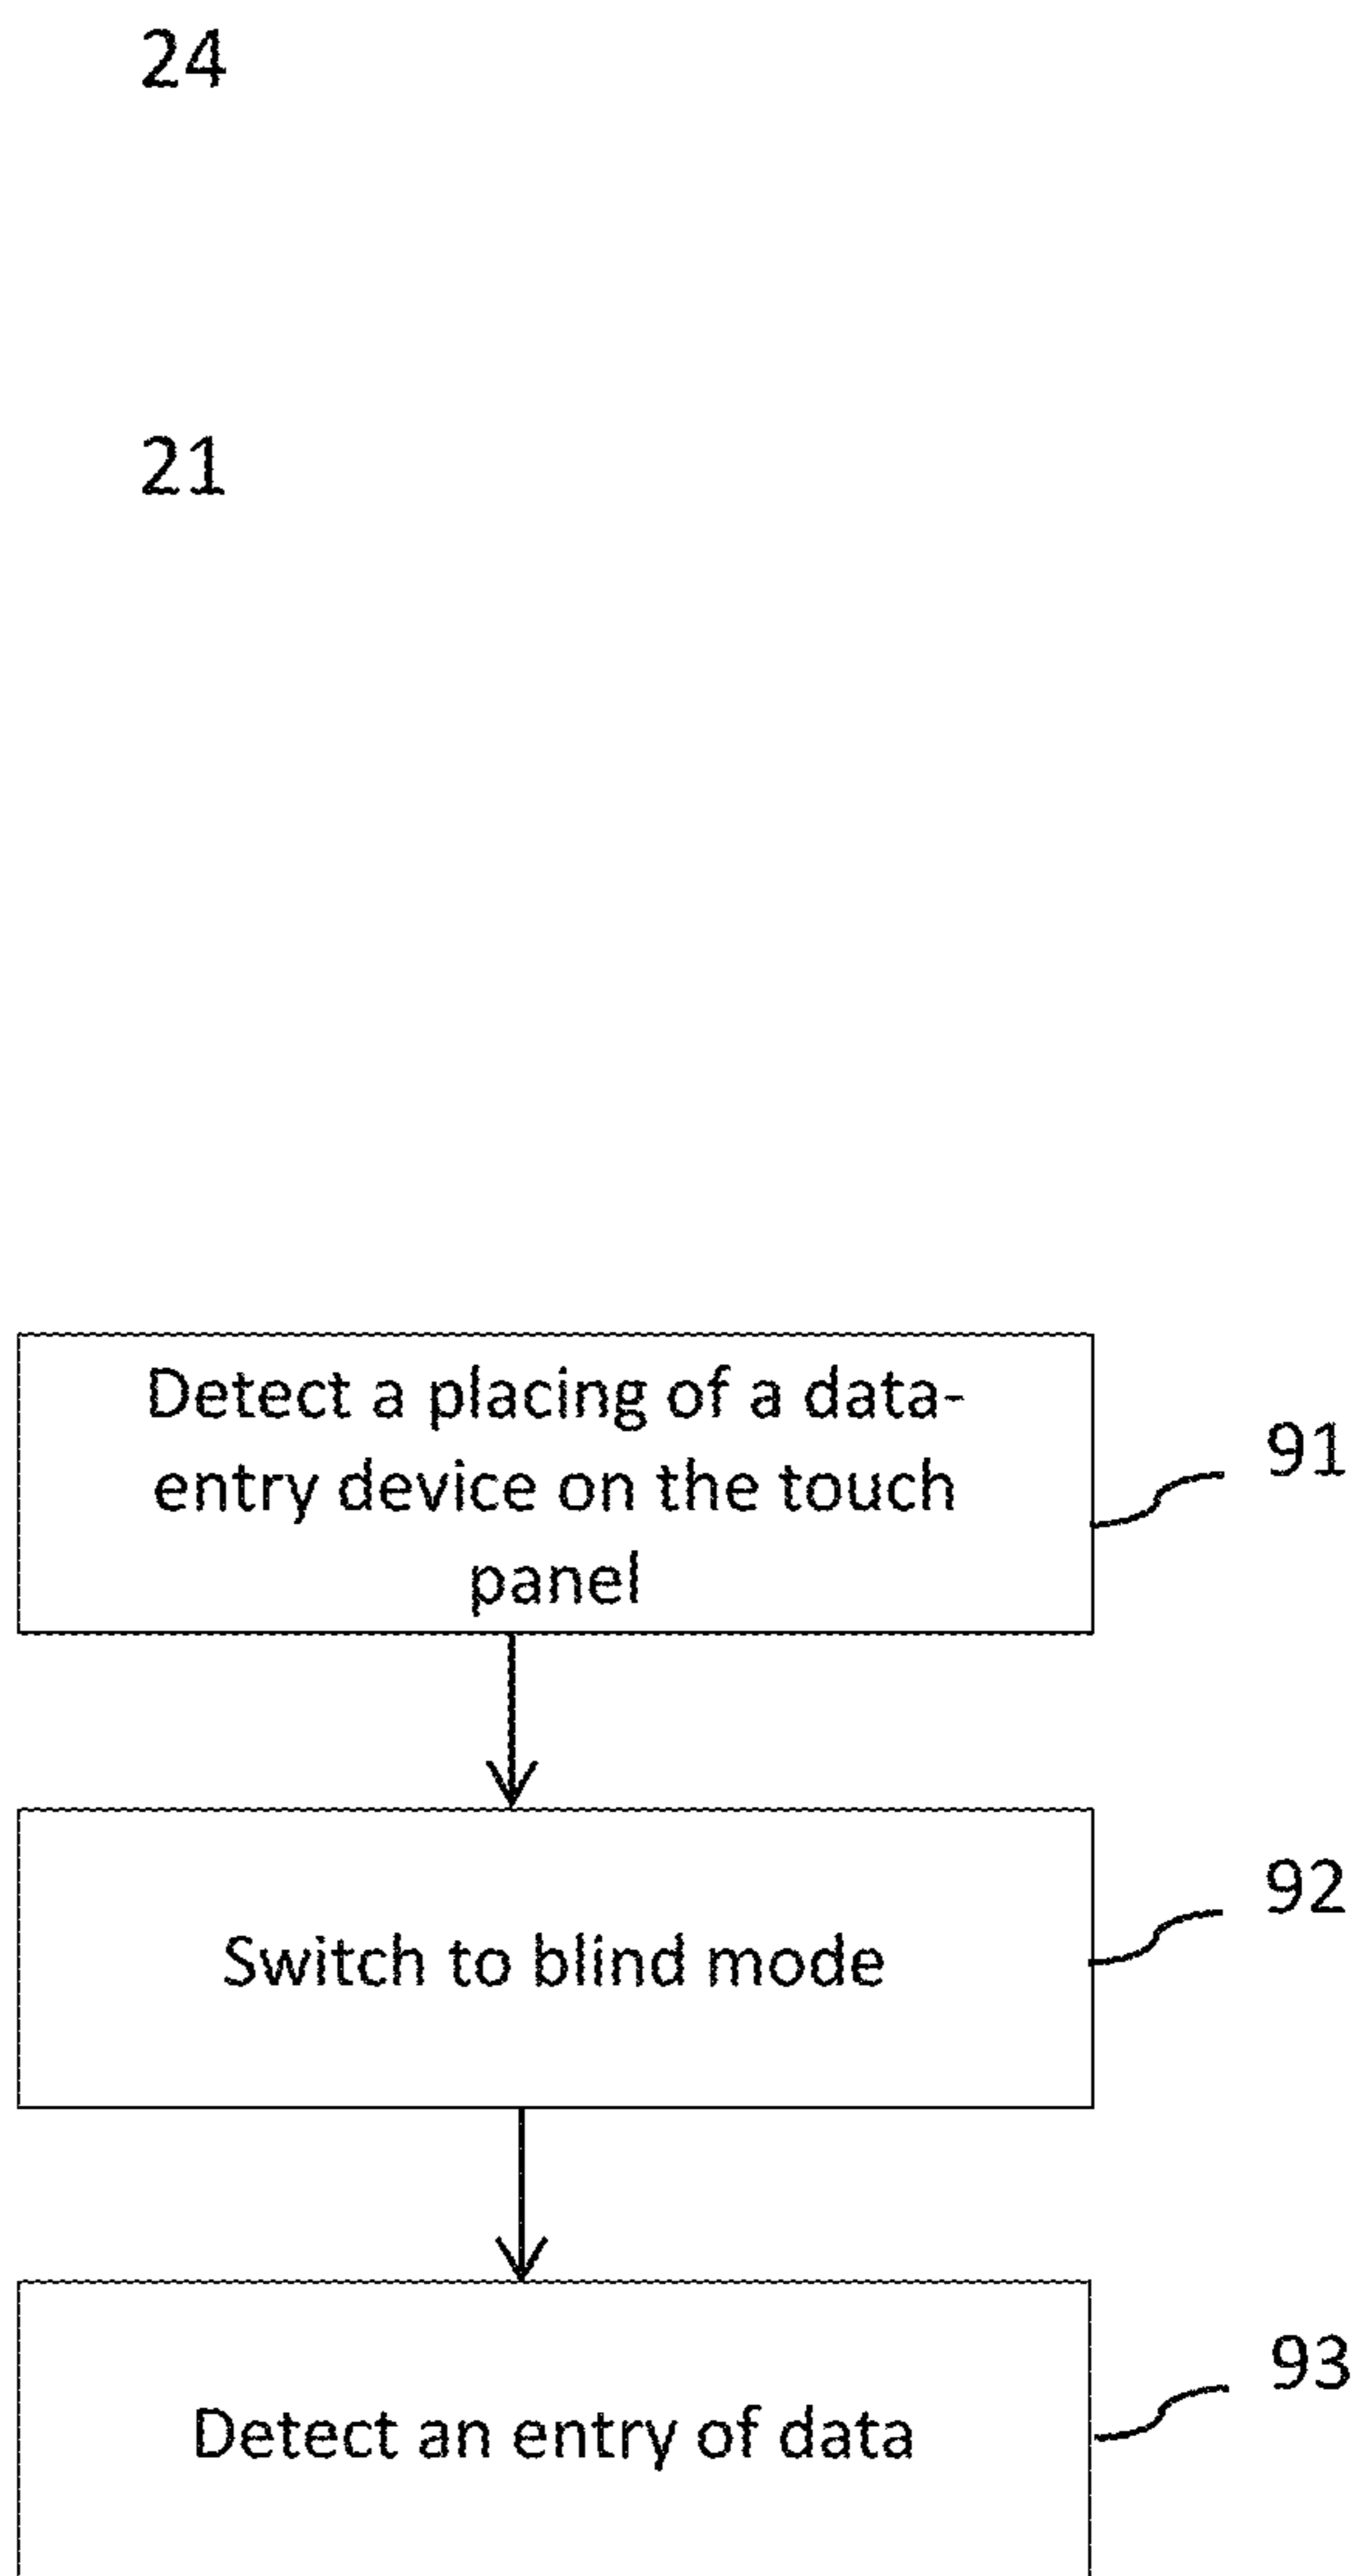 24
21
Detect a placing of a data-
entry device on the touch
panel
91
Switch to blind mode
92
Detect an entry of data
93